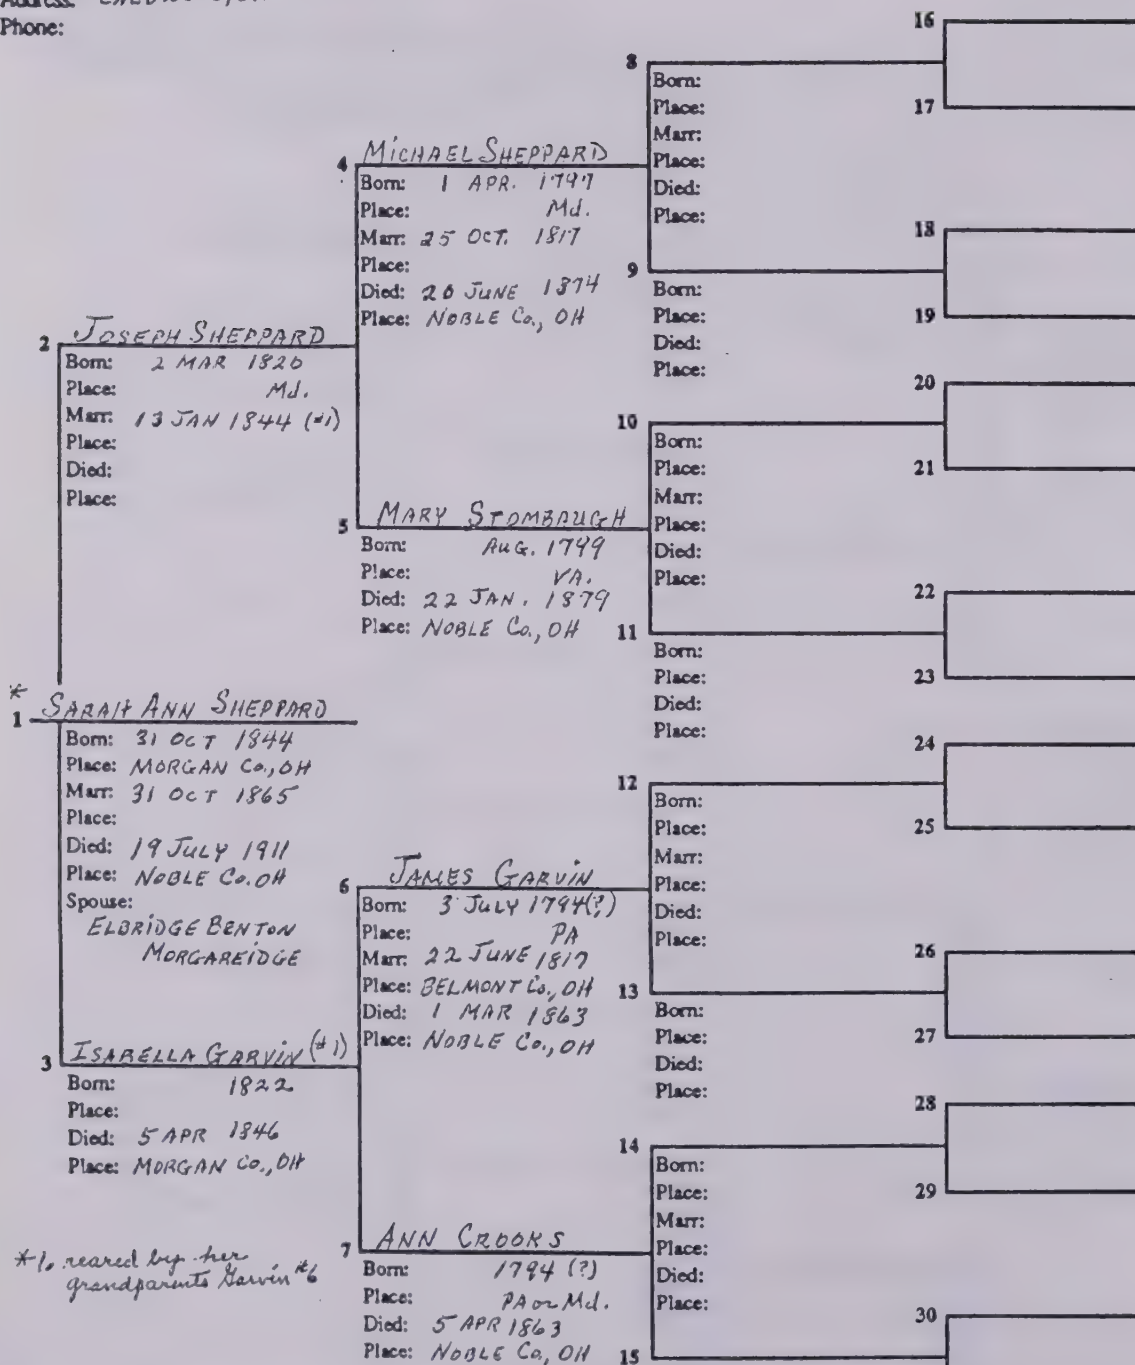 Address:
Phone:
16
8
Born:
Place:
Marr:
Place:
Died:
Place:
17
4 MICHAEL SHEPPARD
Born: 1 APR. 1797
Place: Md.
Marr: 25 OCT. 1817
Place:
Died: 20 JUNE 1874
Place: NOBLE Co., OH
18
9
Born:
Place:
Died:
Place:
19
2 JOSEPH SHEPPARD
Born: 2 MAR 1820
Place: Md.
Marr: 13 JAN 1844 (#1)
Place:
Died:
Place:
20
10
Born:
Place:
Marr:
Place:
Died:
Place:
21
5 MARY STOMBAUGH
Born: AUG. 1799
Place: VA.
Died: 22 JAN. 1879
Place: NOBLE Co., OH
22
11
Born:
Place:
Died:
Place:
23
*
1 SARAH ANN SHEPPARD
Born: 31 OCT 1844
Place: MORGAN Co., OH
Marr: 31 OCT 1865
Place:
Died: 19 JULY 1911
Place: NOBLE Co. OH
Spouse:
ELBRIDGE BENTON
MORGAREIDGE
24
12
Born:
Place:
Marr:
Place:
Died:
Place:
25
6 JAMES GARVIN
Born: 3 JULY 1794(?)
Place: PA
Marr: 22 JUNE 1817
Place: BELMONT Co., OH
Died: 1 MAR 1863
Place: NOBLE Co., OH
26
13
Born:
Place:
Died:
Place:
27
3 ISABELLA GARVIN (#1)
Born: 1822
Place:
Died: 5 APR 1846
Place: MORGAN Co., OH
28
14
Born:
Place:
Marr:
Place:
Died:
Place:
29
7 ANN CROOKS
Born: 1794 (?)
Place: PA or Md.
Died: 5 APR 1863
Place: NOBLE Co, OH
30
15
*1. reared by her
grandparents Garvin #6